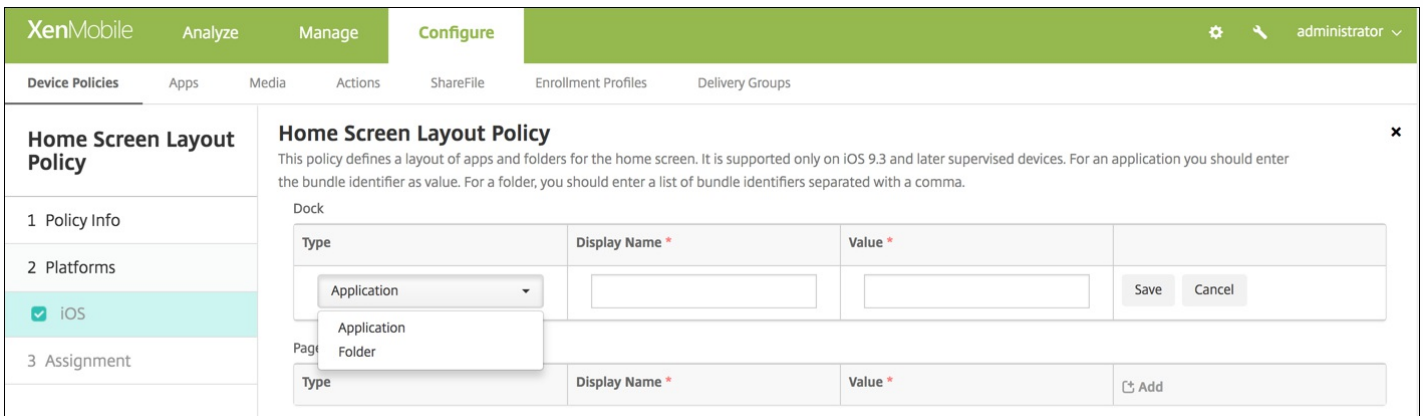 XenMobile Analyze Manage Configure administrator
Device Policies Apps Media Actions ShareFile Enrollment Profiles Delivery Groups
Home Screen Layout
Policy
1 Policy Info
2 Platforms
iOS
3 Assignment
Home Screen Layout Policy
This policy defines a layout of apps and folders for the home screen. It is supported only on iOS 9.3 and later supervised devices. For an application you should enter
the bundle identifier as value. For a folder, you should enter a list of bundle identifiers separated with a comma.
Dock
Type Display Name * Value *
Application Save Cancel
Application
Folder
Page
Type Display Name * Value * Add